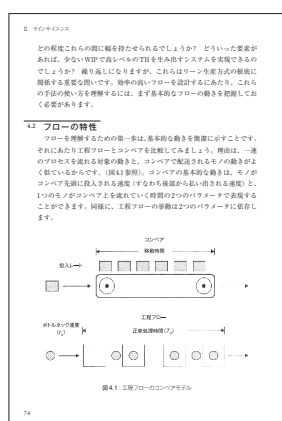 II ラインサイエンス
どの程度これらの間に幅を持たせられるでしょうか？ どういった要素が
あれば、少ないWIPで高レベルのTHを生み出すシステムを実現できるの
でしょうか？ 繰り返しになりますが、これらはリーン生産方式の根底に
関する重要な問いです。効率の高いフローを設計するにあたり、これら
の手法の使い方を理解するには、まず基本的なフローの動きを把握してお
く必要があります。
4.2 フローの特性
フローを理解するための第一歩は、基本的な動きを簡潔に示すことです。
それにあたり工程フローとコンベアを比較してみましょう。理由は、一連
のプロセスを流れる対象の動きと、コンベアで配送されるモノの動きがよ
く似ているからです。（図4.1参照）。コンベアの基本的な動きは、モノが
コンベア先頭に投入される速度（すなわち後部から払い出される速度）と、
1つのモノがコンベア上を流れていく時間の2つのパラメータで表現する
ことができます。同様に、工程フローの挙動は2つのパラメータに依存し
ます。
コンベア
移動時間
投入レート
工程フロー
ボトルネック速度
(rb)
正味処理時間(T0)
図4.1：工程フローのコンベアモデル
74